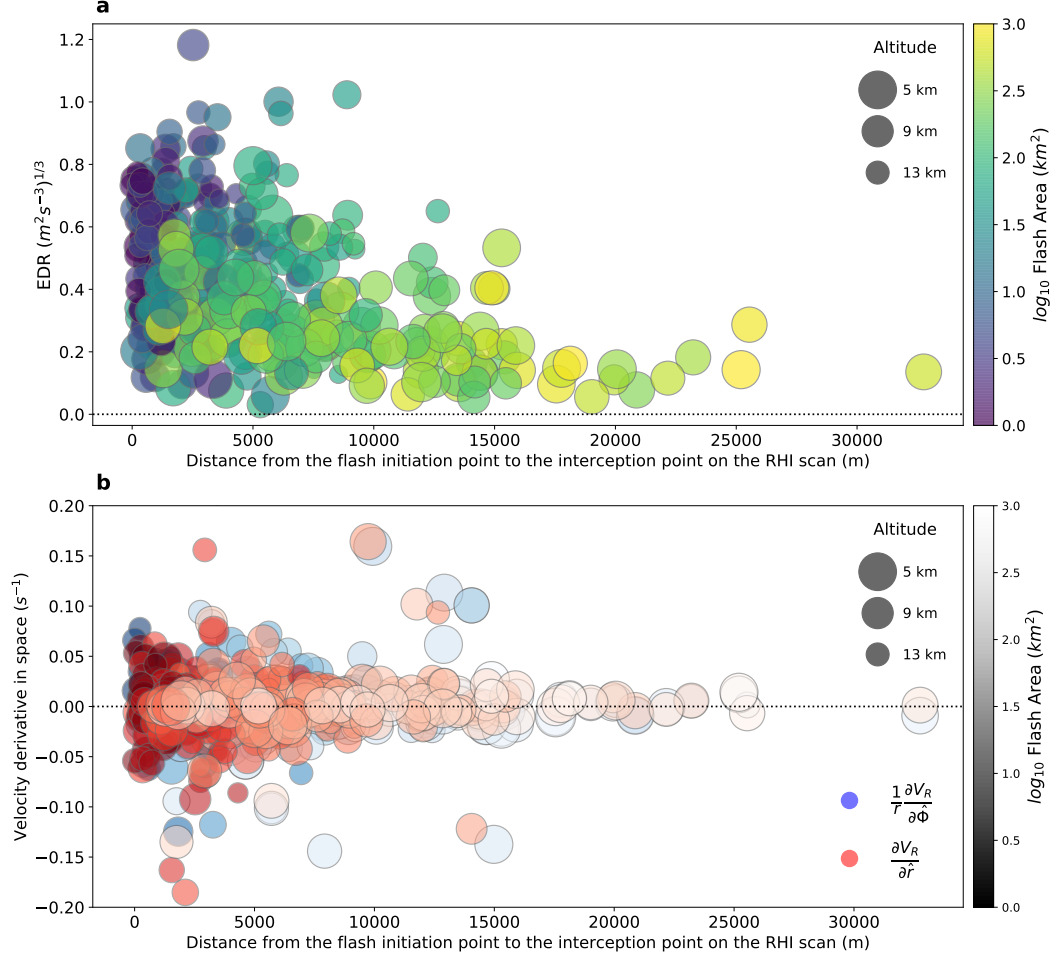 a
1.2
1.0
0.8
0.6
0.4
0.2
0.0
EDR (m²s⁻³)¹/³
0 5000 10000 15000 20000 25000 30000
Distance from the flash initiation point to the interception point on the RHI scan (m)
Altitude
5 km
9 km
13 km
3.0
2.5
2.0
1.5
1.0
0.5
0.0
log₁₀ Flash Area (km²)
b
0.20
0.15
0.10
0.05
0.00
−0.05
−0.10
−0.15
−0.20
Velocity derivative in space (s⁻¹)
0 5000 10000 15000 20000 25000 30000
Distance from the flash initiation point to the interception point on the RHI scan (m)
Altitude
5 km
9 km
13 km
1/r ∂V_R/∂Φ̂
∂V_R/∂r̂
3.0
2.5
2.0
1.5
1.0
0.5
0.0
log₁₀ Flash Area (km²)